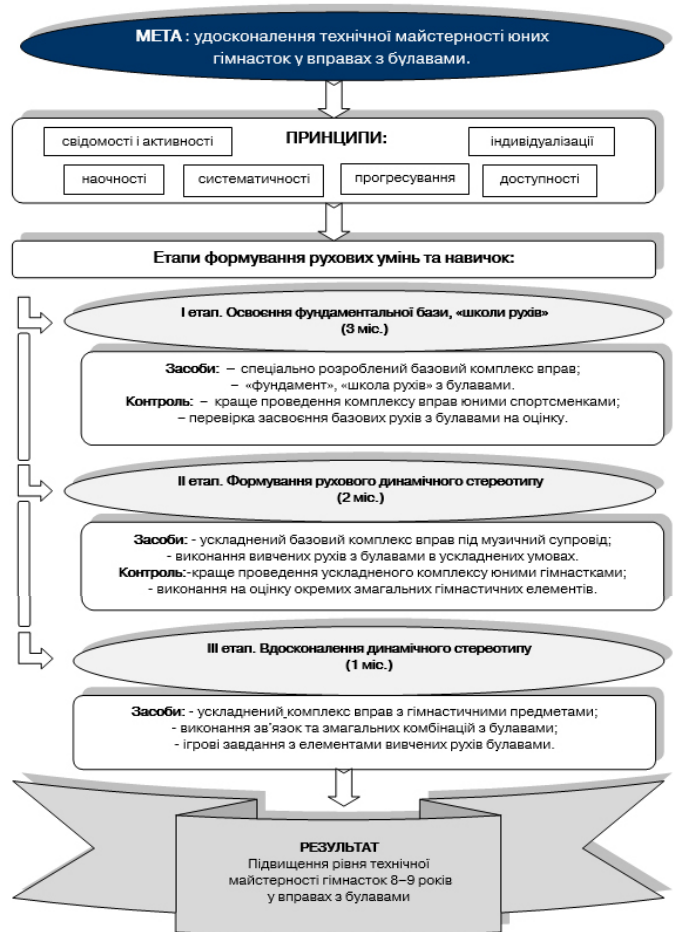 МЕТА : удосконалення технічної майстерності юних
гімнасток у вправах з булавами.
ПРИНЦИПИ:
свідомості і активності
індивідуалізації
наочності
систематичності
прогресування
доступності
Етапи формування рухових умінь та навичок:
І етап. Освоєння фундаментальної бази, «школи рухів»
(3 міс.)
Засоби: – спеціально розроблений базовий комплекс вправ;
– «фундамент», «школа рухів» з булавами.
Контроль: – краще проведення комплексу вправ юними спортсменками;
– перевірка засвоєння базових рухів з булавами на оцінку.
ІІ етап. Формування рухового динамічного стереотипу
(2 міс.)
Засоби: - ускладнений базовий комплекс вправ під музичний супровід;
- виконання вивчених рухів з булавами в ускладнених умовах.
Контроль:-краще проведення ускладненого комплексу юними гімнастками;
- виконання на оцінку окремих змагальних гімнастичних елементів.
ІІІ етап. Вдосконалення динамічного стереотипу
(1 міс.)
Засоби: - ускладнений комплекс вправ з гімнастичними предметами;
- виконання зв’язок та змагальних комбінацій з булавами;
- ігрові завдання з елементами вивчених рухів булавами.
РЕЗУЛЬТАТ
Підвищення рівня технічної
майстерності гімнасток 8–9 років
у вправах з булавами